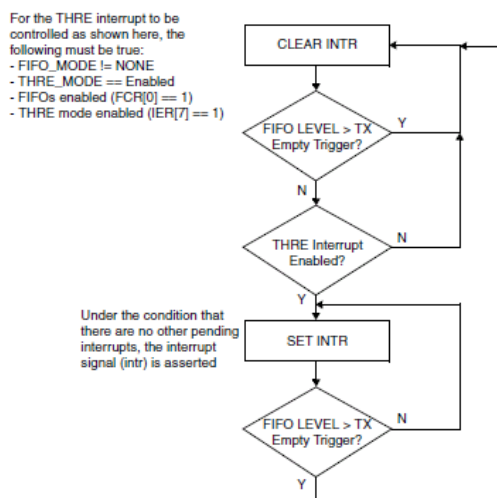 For the THRE interrupt to be
controlled as shown here, the
following must be true:
- FIFO_MODE != NONE
- THRE_MODE == Enabled
- FIFOs enabled (FCR[0] == 1)
- THRE mode enabled (IER[7] == 1)
CLEAR INTR
FIFO LEVEL > TX
Empty Trigger?
Y
N
THRE Interrupt
Enabled?
N
Y
Under the condition that
there are no other pending
interrupts, the interrupt
signal (intr) is asserted
SET INTR
FIFO LEVEL > TX
Empty Trigger?
N
Y